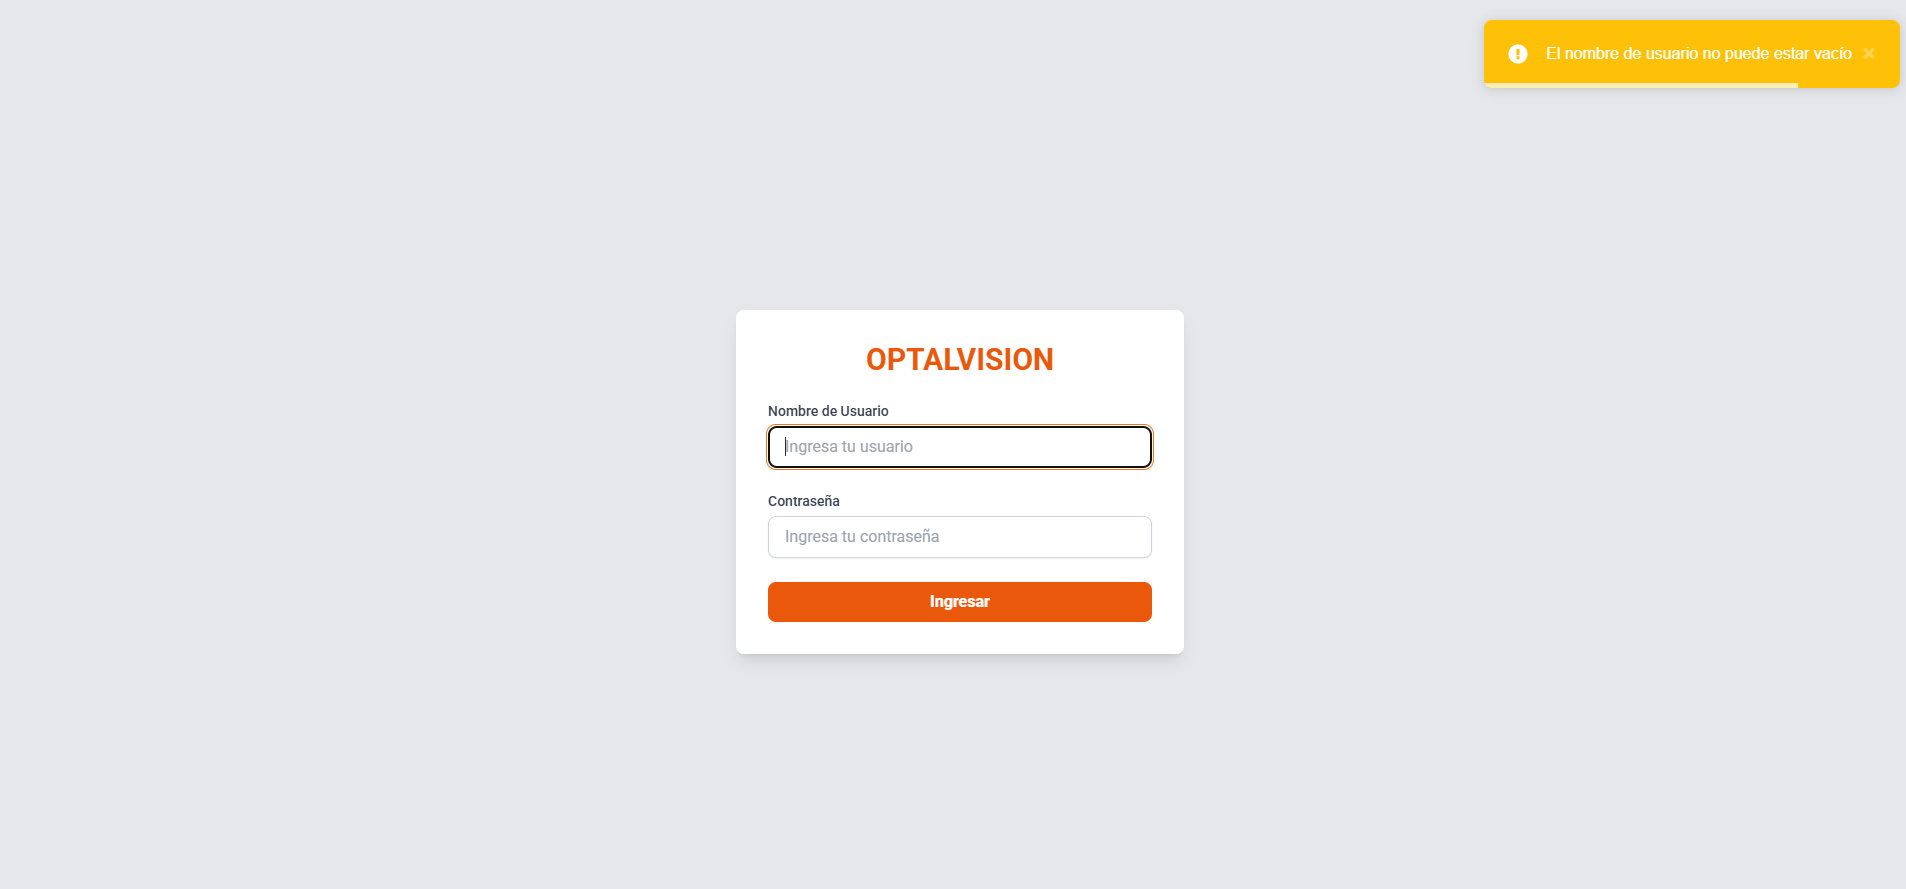 El nombre de usuario no puede estar vacío
OPTALVISION
Nombre de Usuario
Ingresa tu usuario
Contraseña
Ingresa tu contraseña
Ingresar